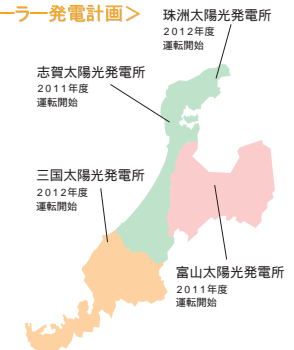 ーラー発電計画＞
珠洲太陽光発電所
2012年度
運転開始
志賀太陽光発電所
2011年度
運転開始
三国太陽光発電所
2012年度
運転開始
富山太陽光発電所
2011年度
運転開始